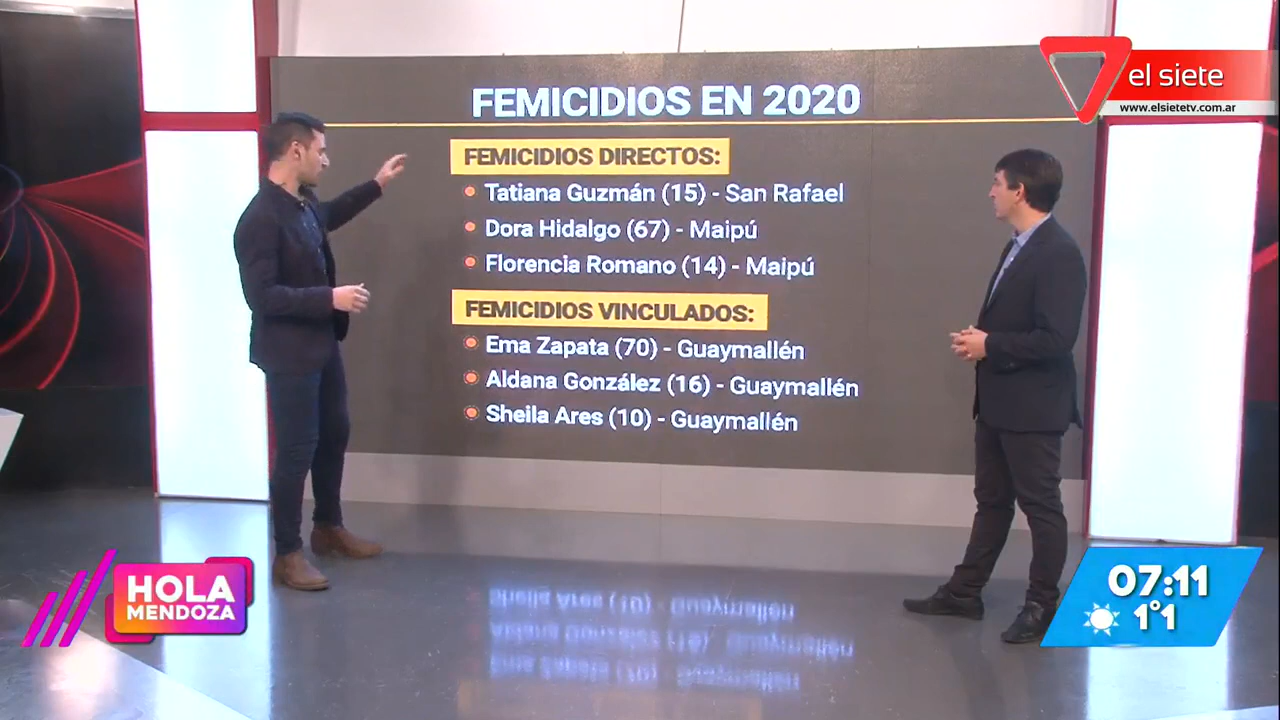 el siete
www.elsietetv.com.ar
FEMICIDIOS EN 2020
FEMICIDIOS DIRECTOS:
Tatiana Guzmán (15) - San Rafael
Dora Hidalgo (67) - Maipú
Florencia Romano (14) - Maipú
FEMICIDIOS VINCULADOS:
Ema Zapata (70) - Guaymallén
Aldana González (16) - Guaymallén
Sheila Ares (10) - Guaymallén
HOLA
MENDOZA
07:11
1°1